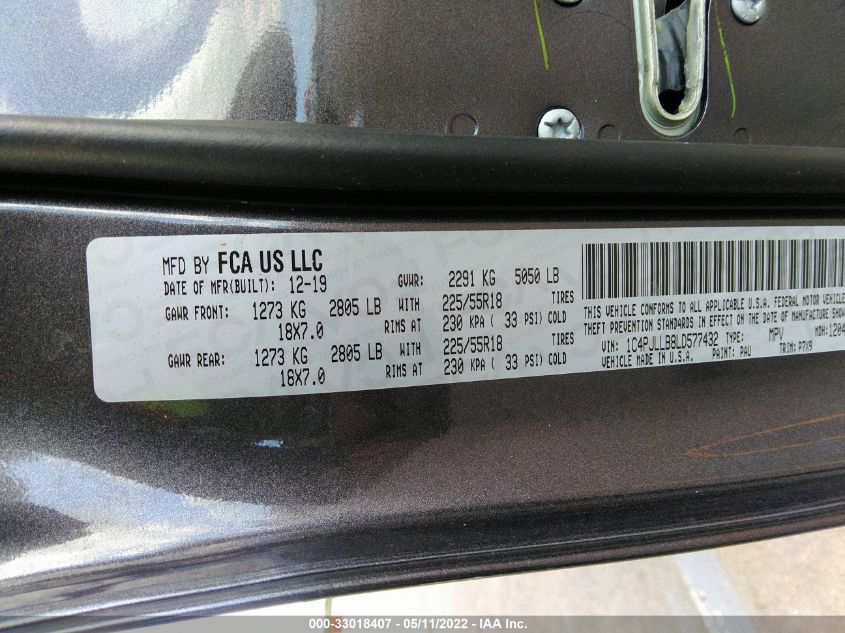 MFD BY FCA US LLC
DATE OF MFR(BUILT): 12-19 GVWR: 2291 KG 5050 LB
GAWR FRONT: 1273 KG 2805 LB WITH 225/55R18 TIRES
18X7.0 RIMS AT 230 KPA ( 33 PSI) COLD
GAWR REAR: 1273 KG 2805 LB WITH 225/55R18 TIRES
18X7.0 RIMS AT 230 KPA ( 33 PSI) COLD
THIS VEHICLE CONFORMS TO ALL APPLICABLE U.S.A. FEDERAL MOTOR VEHICLE
THEFT PREVENTION STANDARDS IN EFFECT ON THE DATE OF MANUFACTURE SHOW
VIN: 1C4PJLLB8LD577432 TYPE: MPV MDH: 1204
MADE IN U.S.A. PAINT: PAU TRIM: P7X9
000-33018407 - 05/11/2022 - IAA Inc.